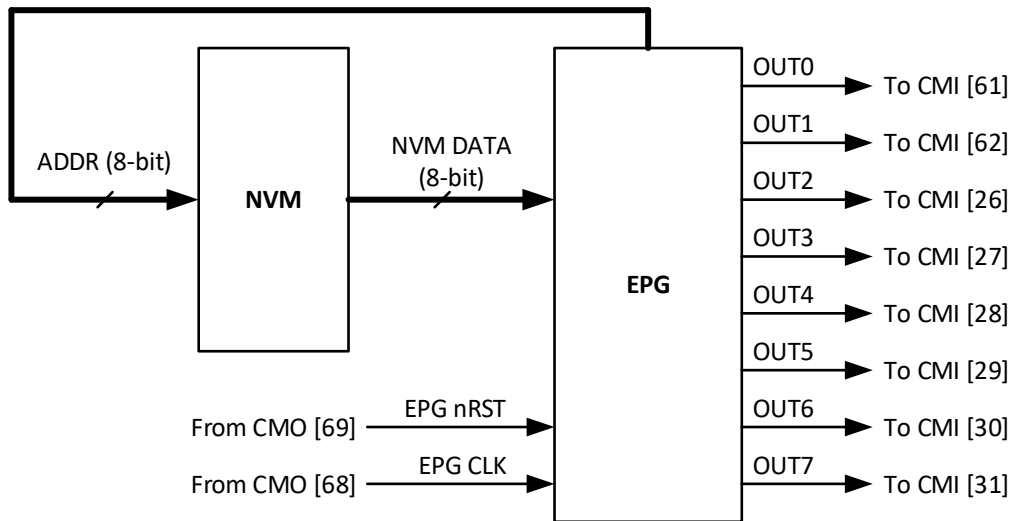 OUT0
To CMI [61]
OUT1
To CMI [62]
ADDR (8-bit)
NVM DATA
(8-bit)
OUT2
NVM
To CMI [26]
OUT3
To CMI [27]
EPG
OUT4
To CMI [28]
OUT5
To CMI [29]
EPG nRST
OUT6
From CMO [69]
To CMI [30]
EPG CLK
OUT7
From CMO [68]
To CMI [31]